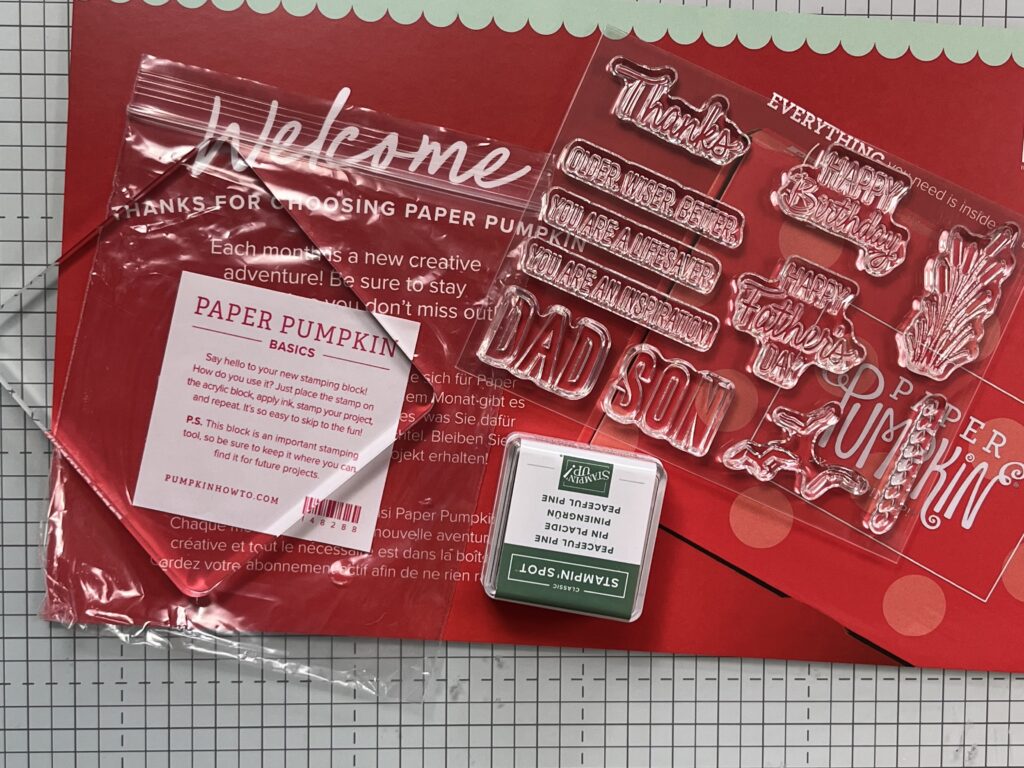 Welcome
THANKS FOR CHOOSING PAPER PUMPKIN
Each month is a new creative
adventure! Be sure to stay
you don't miss out
sich für Paper
Monat gibt es
was Sie dafür
Bleiben Sie
erhalten!
Paper Pumpkin
nouvelle
créative et tout le nécessaire est dans la boîte
votre abonnement actif afin de ne rien
PAPER PUMPKIN
BASICS
Say hello to your new stamping block!
How do you use it? Just place the stamp on
the acrylic block, apply ink, stamp your project,
and repeat. It's so easy to skip to the fun!
P.S. This block is an important stamping
tool, so be sure to keep it where you can
find it for future projects.
PUMPKINHOWTO.COM
148288
EVERYTHING you need is inside
Thanks
OLDER, WISER, BETTER
YOU ARE A LIFESAVER
YOU ARE AN INSPIRATION
DAD
SON
HAPPY
Birthday
HAPPY
Father's
DAY
PAPER
PUMPKIN
CLASSIC
STAMPIN' SPOT
PEACEFUL PINE
PIN PLACIDE
PINIENGRÜN
PEACEFUL PINE
STAMPIN' UP!